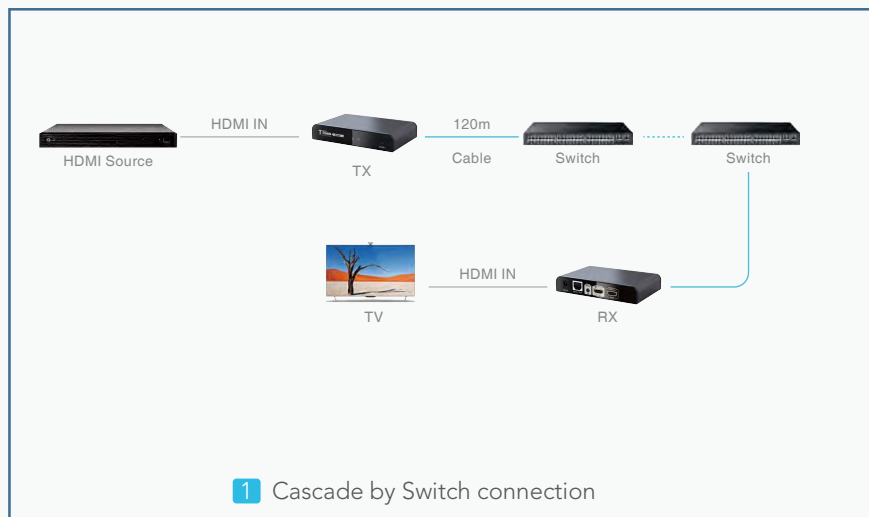 HDMI IN
120m
HDMI Source
TX
Cable
Switch
Switch
HDMI IN
TV
RX
1 Cascade by Switch connection